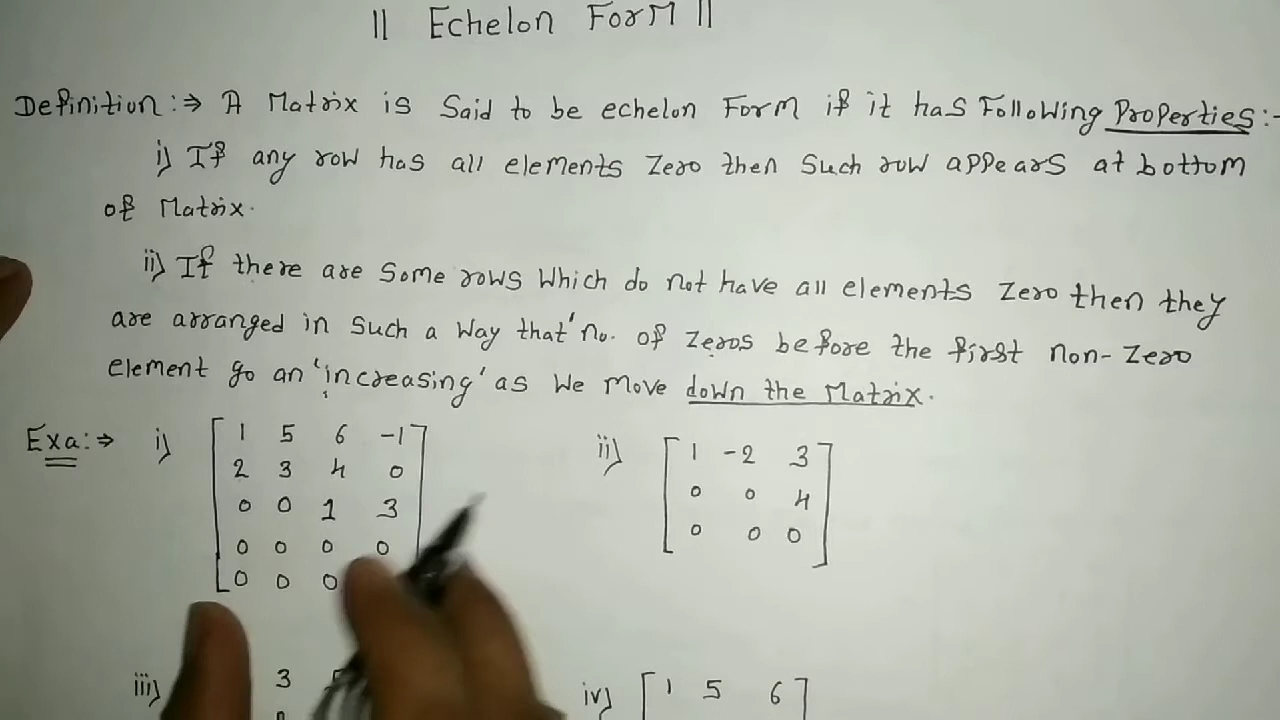 || Echelon Form ||
Definition :⇒ A Matrix is Said to be echelon Form if it has Following Properties :-
i) If any row has all elements Zero then Such row appears at bottom
of Matrix.
ii) If there are Some rows Which do not have all elements Zero then they
are arranged in Such a Way that' no. of zeros before the first non-Zero
element go on 'increasing' as We Move down the Matrix.
Exa :⇒ i) ii)
1 5 6 -1
2 3 4 0
0 0 1 3
0 0 0 0
0 0 0
1 -2 3
0 0 4
0 0 0
iii) 3
iv) 1 5 6